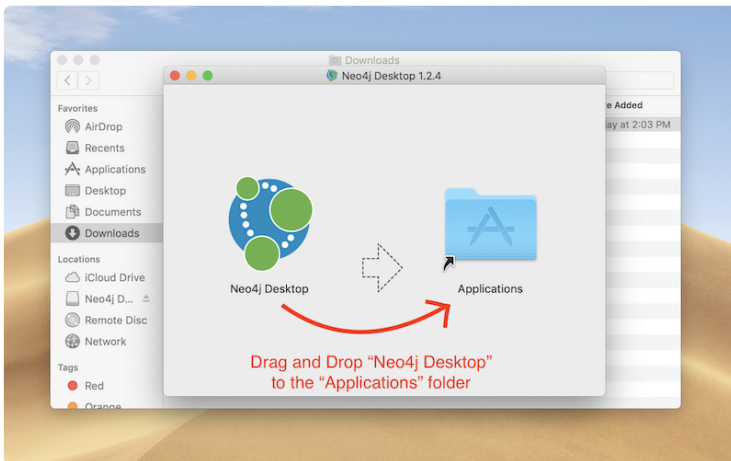 Downloads
Neo4j Desktop 1.2.4
Favorites
AirDrop
Recents
Applications
Desktop
Documents
Downloads
Locations
iCloud Drive
Neo4j D...
Remote Disc
Network
Tags
Red
Orange
e Added
ay at 2:03 PM
Neo4j Desktop
Applications
Drag and Drop “Neo4j Desktop”
to the “Applications” folder